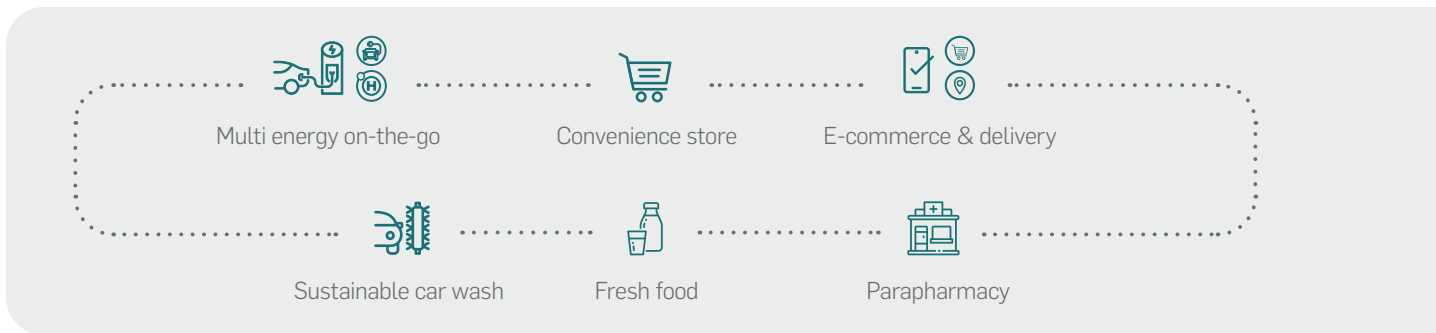 Multi energy on-the-go
Convenience store
E-commerce & delivery
Sustainable car wash
Fresh food
Parapharmacy
H